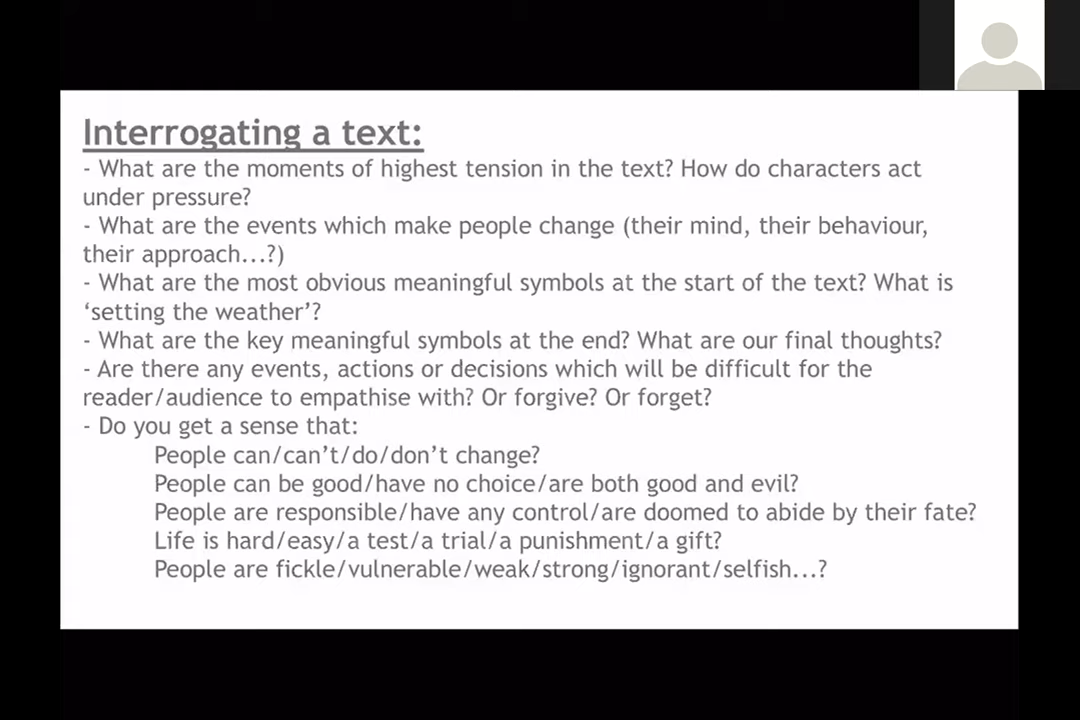 Interrogating a text:
- What are the moments of highest tension in the text? How do characters act
under pressure?
- What are the events which make people change (their mind, their behaviour,
their approach...?)
- What are the most obvious meaningful symbols at the start of the text? What is
‘setting the weather’?
- What are the key meaningful symbols at the end? What are our final thoughts?
- Are there any events, actions or decisions which will be difficult for the
reader/audience to empathise with? Or forgive? Or forget?
- Do you get a sense that:
People can/can’t/do/don’t change?
People can be good/have no choice/are both good and evil?
People are responsible/have any control/are doomed to abide by their fate?
Life is hard/easy/a test/a trial/a punishment/a gift?
People are fickle/vulnerable/weak/strong/ignorant/selfish...?